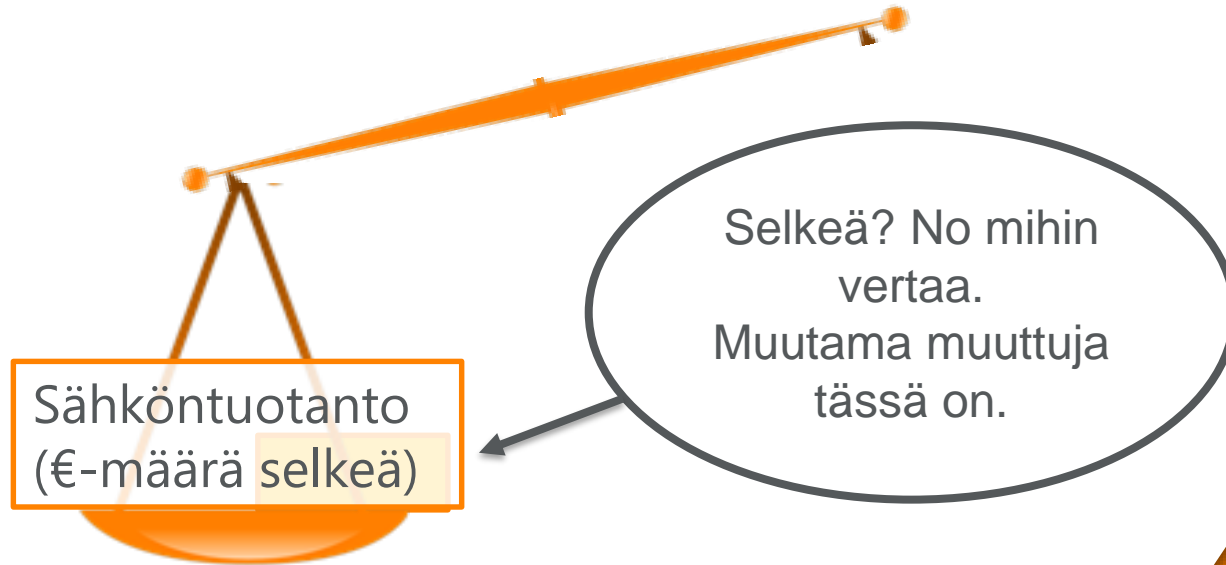 Selkeä? No mihin
vertaa.
Muutama muuttuja
tässä on.
Sähköntuotanto
(€-määrä selkeä)